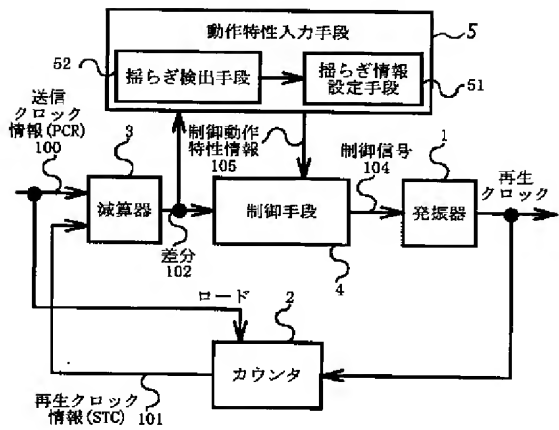 動作特性入力手段
5
52
揺らぎ検出手段
揺らぎ情報
設定手段
51
送信
クロック
情報(PCR)
100
3
減算器
差分
102
制御動作
特性情報
105
制御手段
4
制御信号
104
1
発振器
再生
クロック
ロード
2
カウンタ
再生クロック
情報(STC)
101